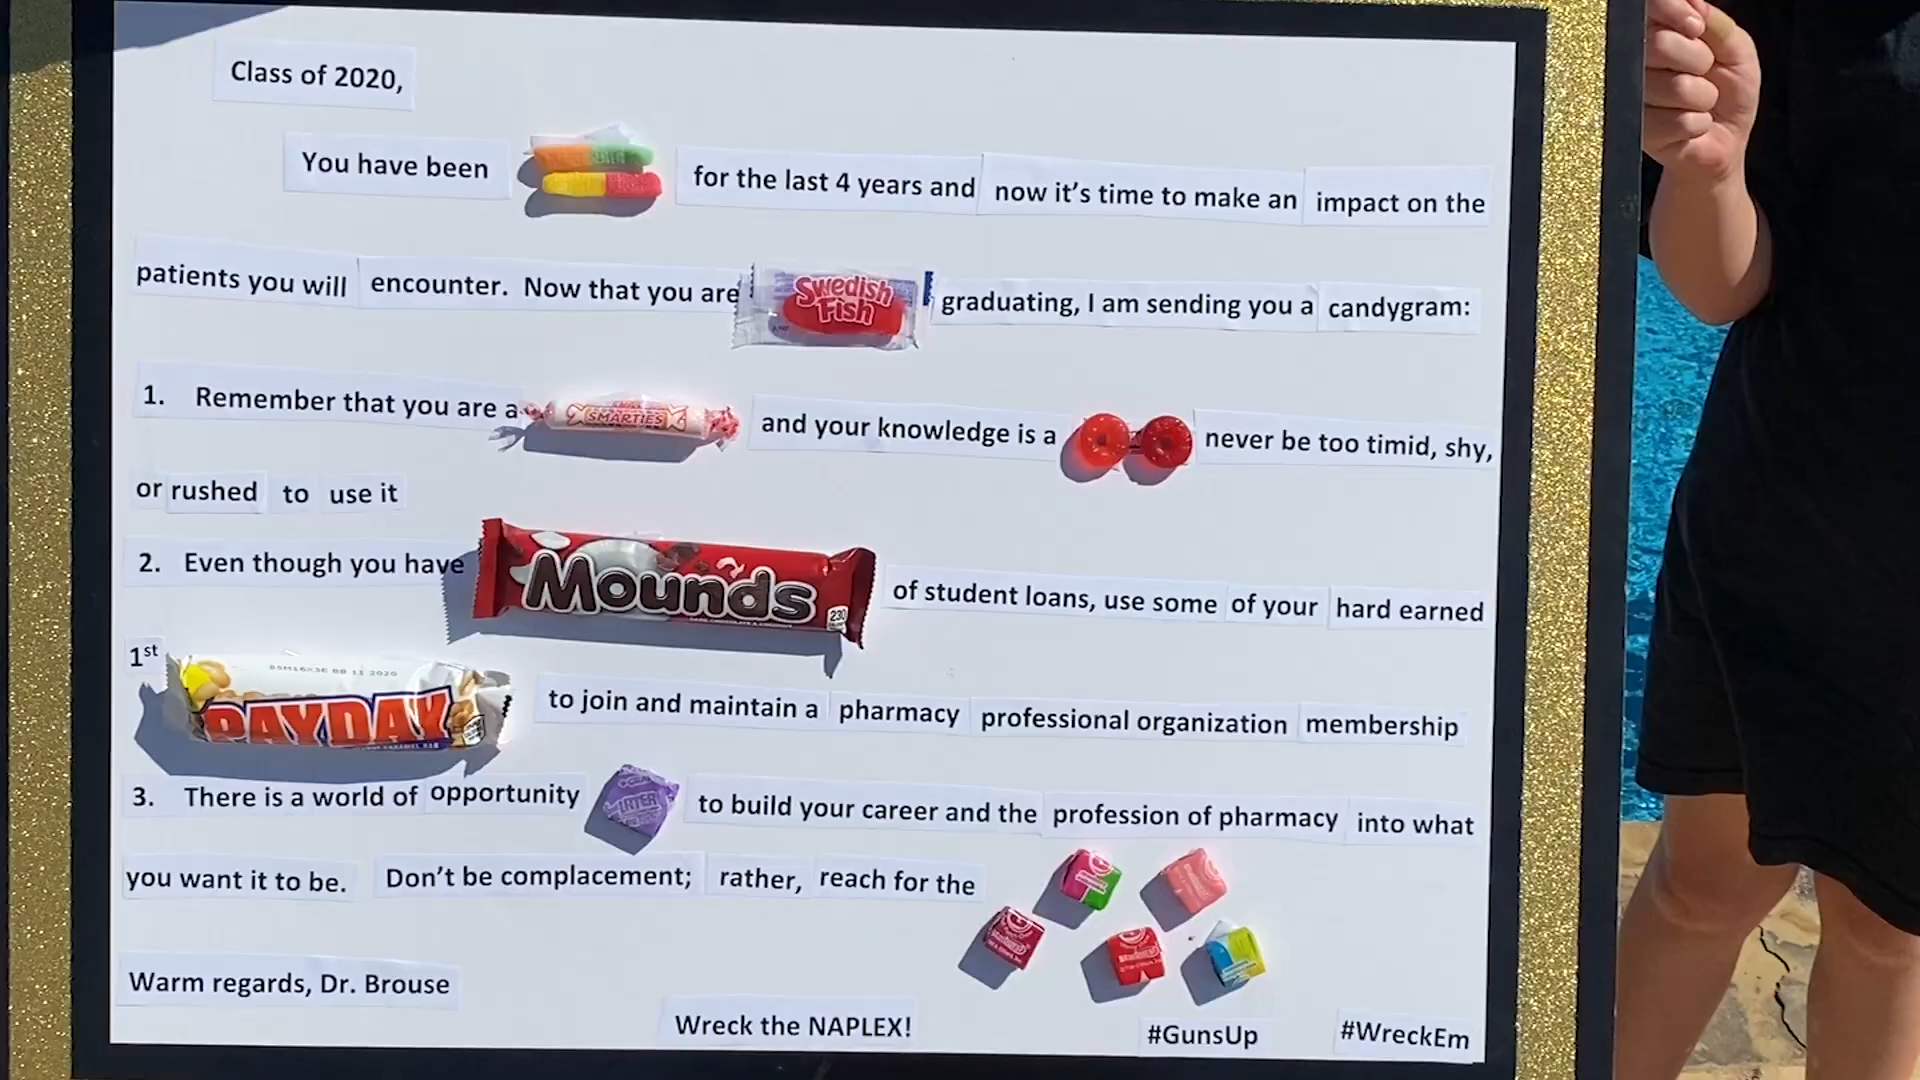 Class of 2020,
You have been for the last 4 years and now it's time to make an impact on the
patients you will encounter. Now that you are Swedish Fish graduating, I am sending you a candygram:
1. Remember that you are a SMARTIES and your knowledge is a never be too timid, shy,
or rushed to use it
2. Even though you have Mounds 230 of student loans, use some of your hard earned
1st PAYDAY to join and maintain a pharmacy professional organization membership
3. There is a world of opportunity to build your career and the profession of pharmacy into what
you want it to be. Don't be complacement; rather, reach for the
Warm regards, Dr. Brouse
Wreck the NAPLEX! #GunsUp #WreckEm